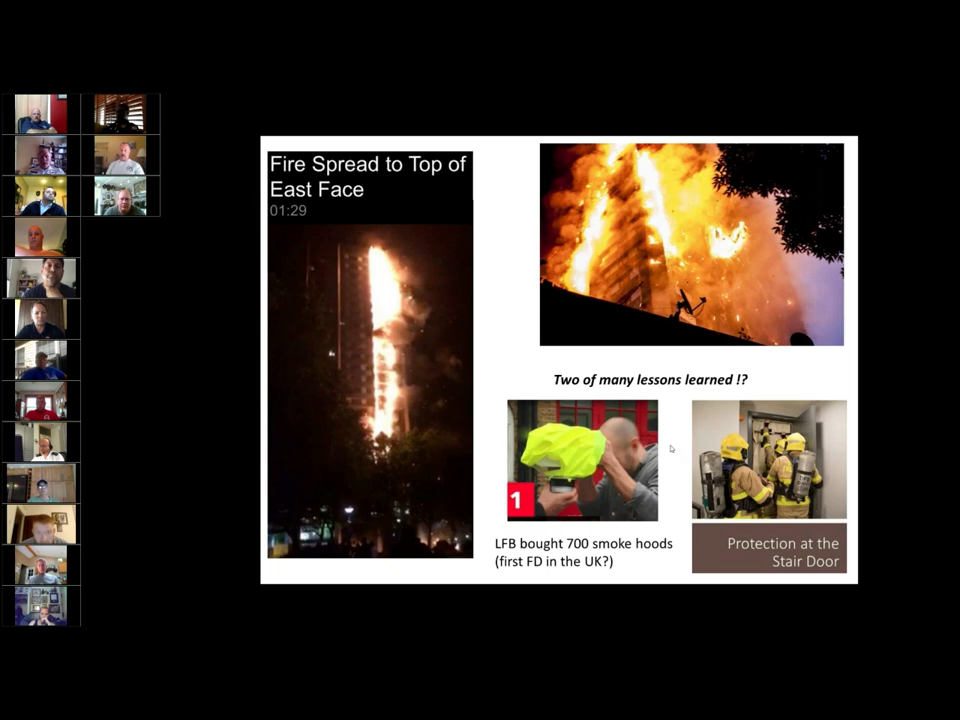 Fire Spread to Top of
East Face
01:29
Two of many lessons learned !?
1
LFB bought 700 smoke hoods
(first FD in the UK?)
Protection at the
Stair Door